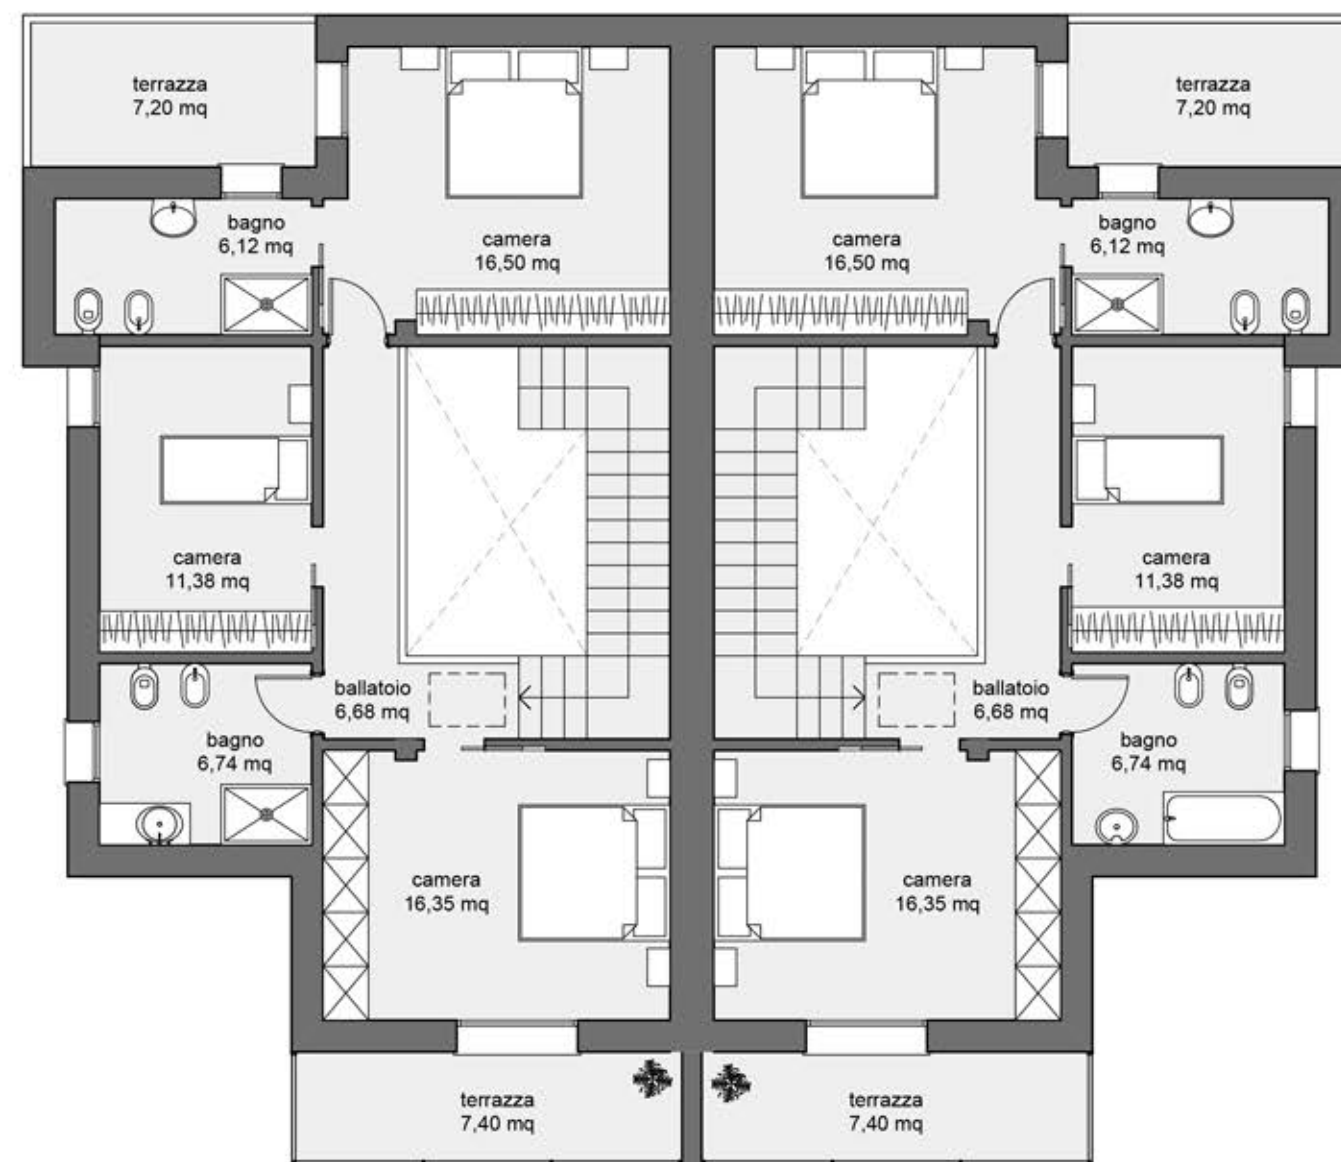 terrazza
7,20 mq
terrazza
7,20 mq
bagno
6,12 mq
camera
16,50 mq
camera
16,50 mq
bagno
6,12 mq
camera
11,38 mq
camera
11,38 mq
ballatoio
6,68 mq
ballatoio
6,68 mq
bagno
6,74 mq
bagno
6,74 mq
camera
16,35 mq
camera
16,35 mq
terrazza
7,40 mq
terrazza
7,40 mq